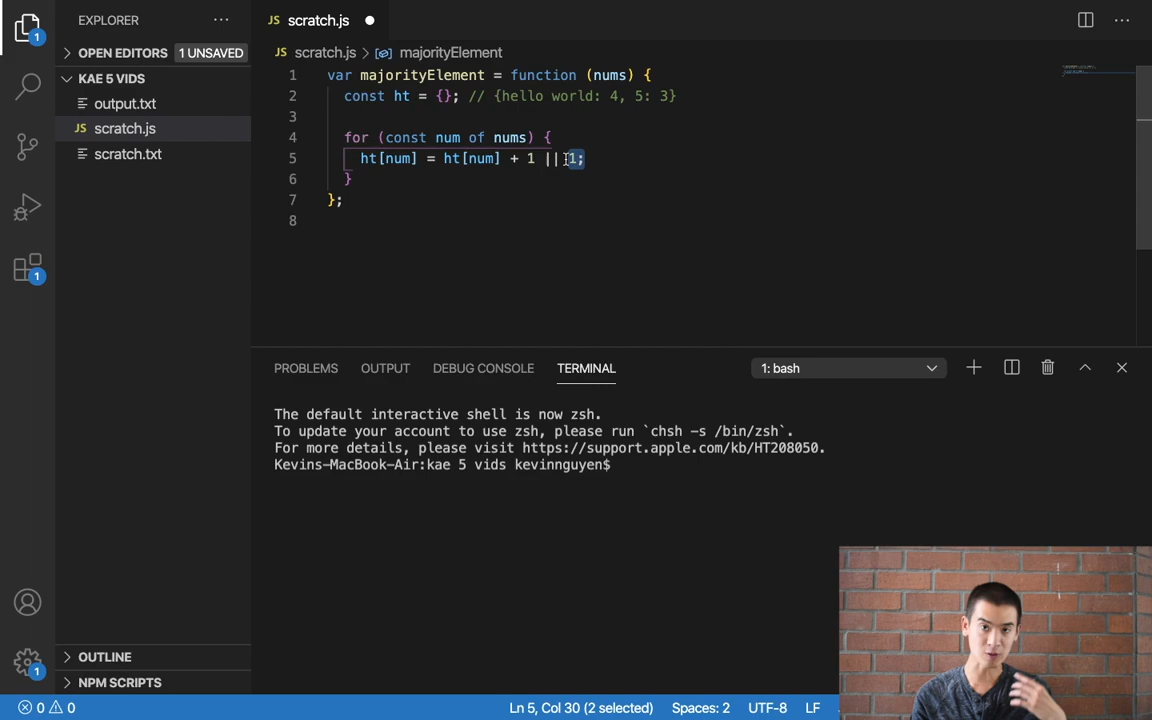 EXPLORER
JS scratch.js
OPEN EDITORS 1 UNSAVED
JS scratch.js > majorityElement
KAE 5 VIDS
output.txt
JS scratch.js
scratch.txt
1 var majorityElement = function (nums) {
2 const ht = {}; // {hello world: 4, 5: 3}
3
4 for (const num of nums) {
5 ht[num] = ht[num] + 1 || 1;
6 }
7 };
8
1
1
PROBLEMS OUTPUT DEBUG CONSOLE TERMINAL 1: bash
The default interactive shell is now zsh.
To update your account to use zsh, please run `chsh -s /bin/zsh`.
For more details, please visit https://support.apple.com/kb/HT208050.
Kevins-MacBook-Air:kae 5 vids kevinnguyen$
OUTLINE
NPM SCRIPTS
1
0 0 Ln 5, Col 30 (2 selected) Spaces: 2 UTF-8 LF